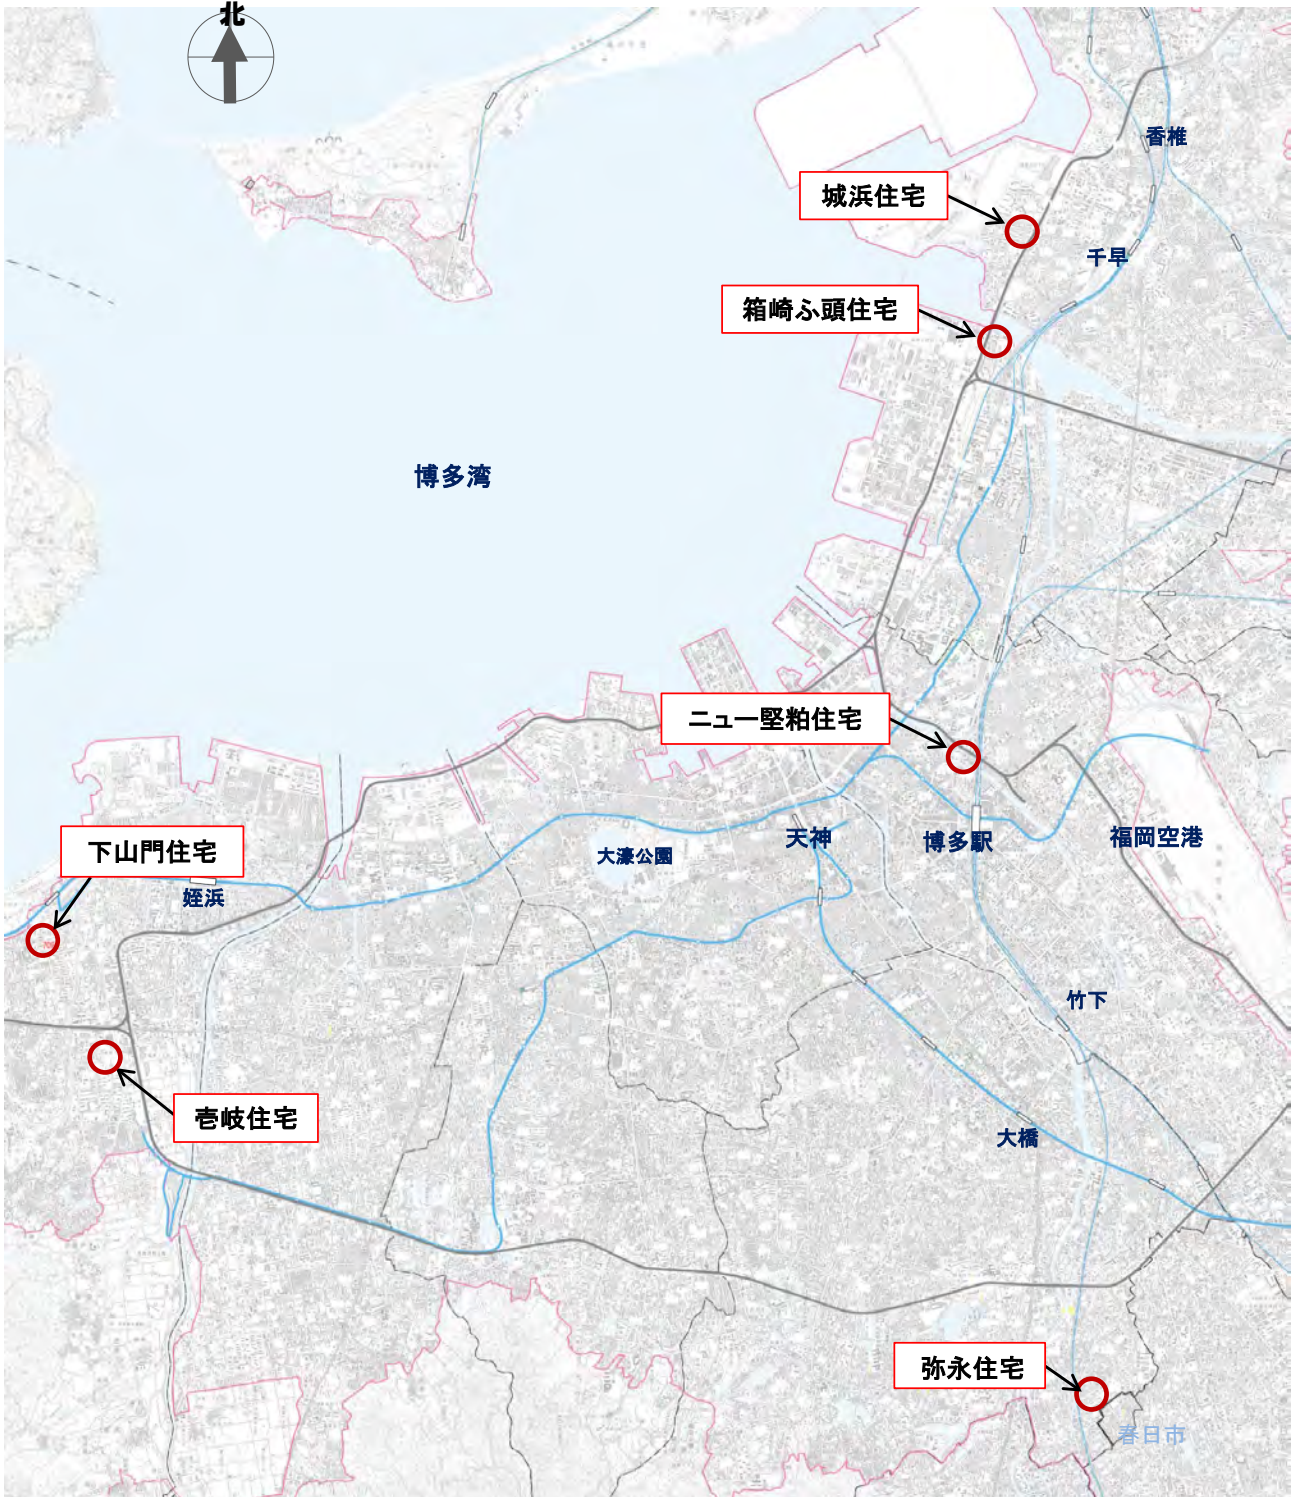 北
香椎
城浜住宅
千早
箱崎ふ頭住宅
博多湾
ニュー堅粕住宅
天神
博多駅
福岡空港
大濠公園
下山門住宅
姪浜
竹下
壱岐住宅
大橋
弥永住宅
春日市